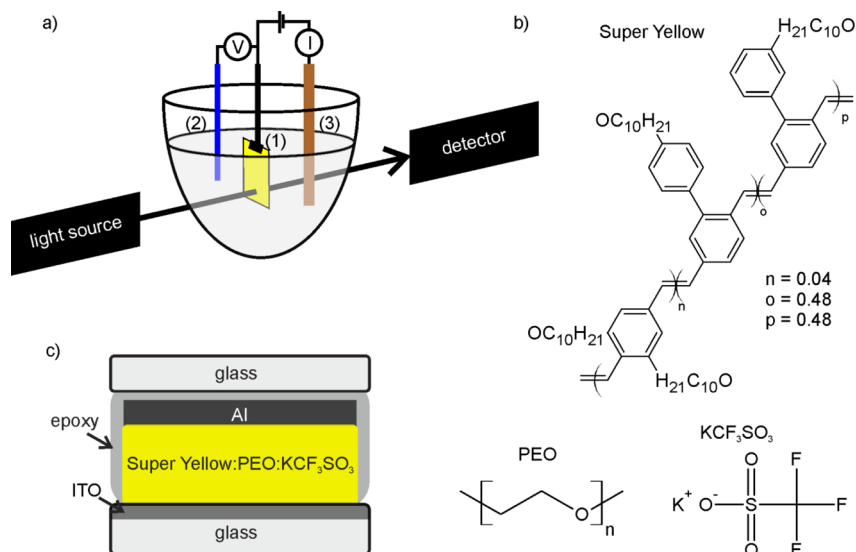 a)
V
I
(2)
(1)
(3)
detector
light source
b)
Super Yellow
H₂₁C₁₀O
OC₁₀H₂₁
p
o
n
n = 0.04
o = 0.48
p = 0.48
OC₁₀H₂₁
H₂₁C₁₀O
c)
glass
Al
epoxy
Super Yellow:PEO:KCF₃SO₃
ITO
glass
PEO
O
n
KCF₃SO₃
O
F
K⁺ O⁻ S F
O
F